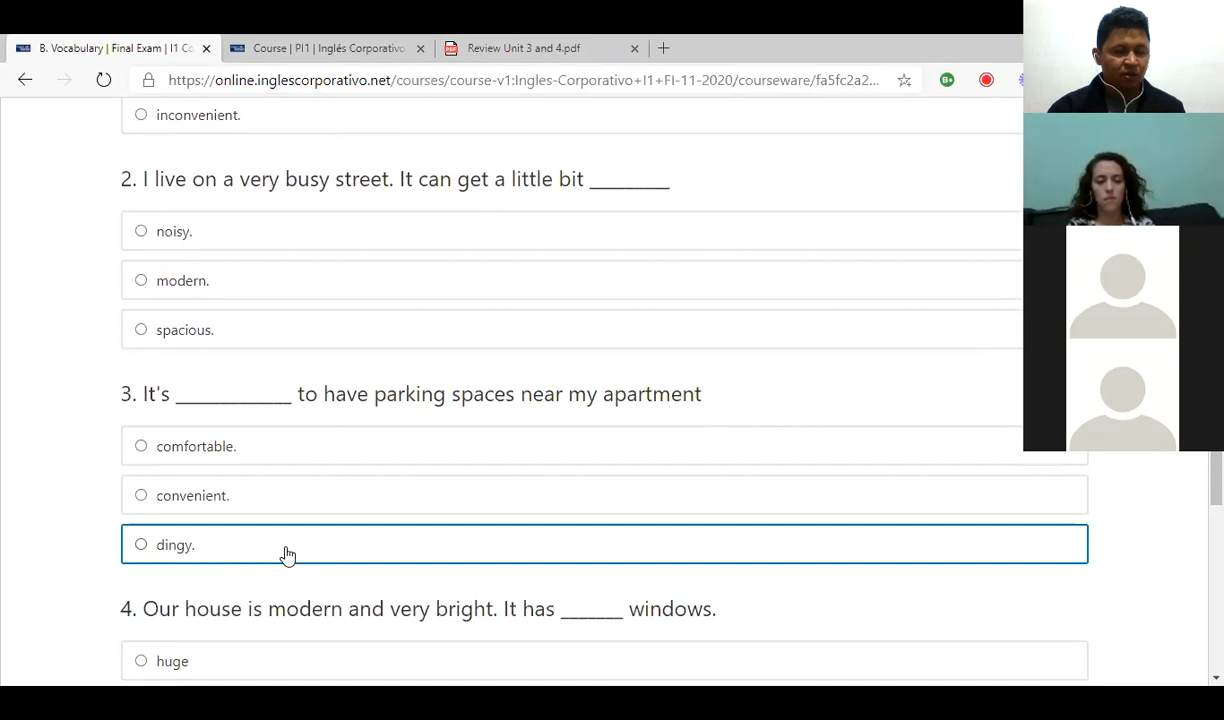 B. Vocabulary | Final Exam | I1 Co
Course | PI1 | Inglés Corporativo
PDF
Review Unit 3 and 4.pdf
https://online.inglescorporativo.net/courses/course-v1:Ingles-Corporativo+I1+FI-11-2020/courseware/fa5fc2a2...
inconvenient.
2. I live on a very busy street. It can get a little bit ________
noisy.
modern.
spacious.
3. It's ____________ to have parking spaces near my apartment
comfortable.
convenient.
dingy.
4. Our house is modern and very bright. It has ______ windows.
huge